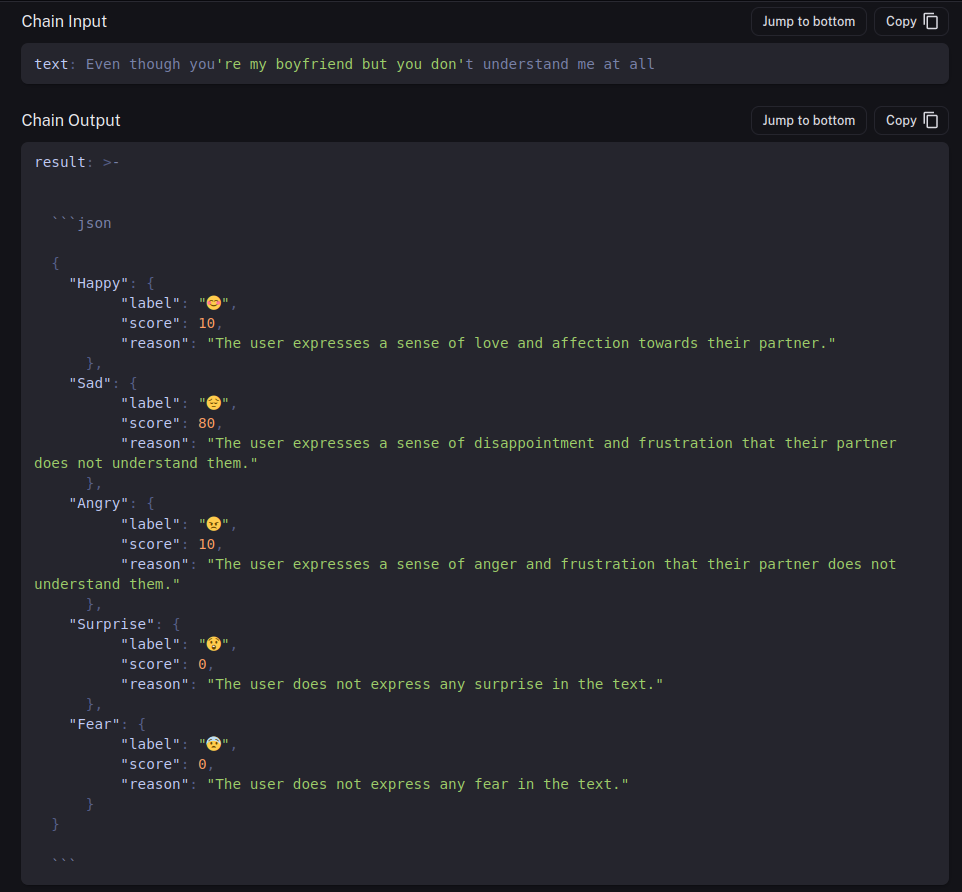 Chain Input
Jump to bottom
Copy
text: Even though you're my boyfriend but you don't understand me at all
Chain Output
Jump to bottom
Copy
result: >-
```json
{
"Happy": {
"label": "😊",
"score": 10,
"reason": "The user expresses a sense of love and affection towards their partner."
},
"Sad": {
"label": "😔",
"score": 80,
"reason": "The user expresses a sense of disappointment and frustration that their partner
does not understand them."
},
"Angry": {
"label": "😠",
"score": 10,
"reason": "The user expresses a sense of anger and frustration that their partner does not
understand them."
},
"Surprise": {
"label": "😲",
"score": 0,
"reason": "The user does not express any surprise in the text."
},
"Fear": {
"label": "😨",
"score": 0,
"reason": "The user does not express any fear in the text."
}
}
```